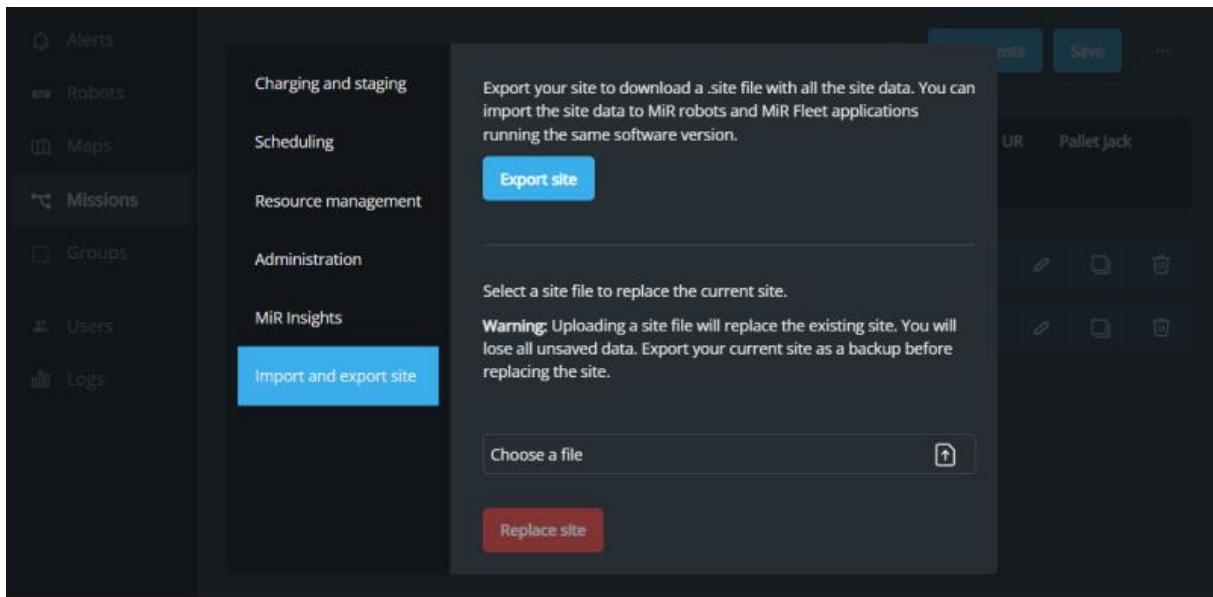 Alerts
Robots
Maps
Missions
Groups
Users
Logs
Charging and staging
Scheduling
Resource management
Administration
MiR Insights
Import and export site
Export your site to download a .site file with all the site data. You can
import the site data to MiR robots and MiR Fleet applications
running the same software version.
Export site
Select a site file to replace the current site.
Warning: Uploading a site file will replace the existing site. You will
lose all unsaved data. Export your current site as a backup before
replacing the site.
Choose a file
Replace site
Save
UR
Pallet jack